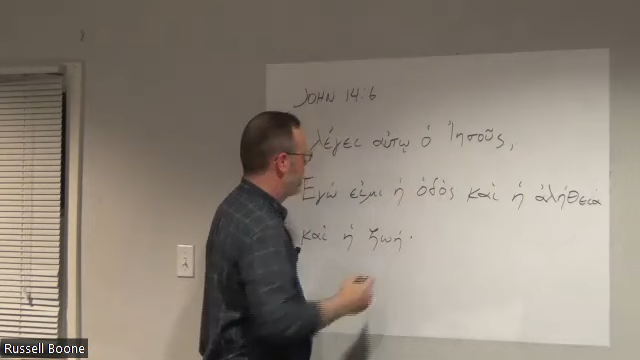 JOHN 14:6
λέγει αὐτῷ ὁ Ἰησοῦς,
Ἐγώ εἰμι ἡ ὁδὸς καὶ ἡ ἀλήθεια
καὶ ἡ ζωή·
Russell Boone